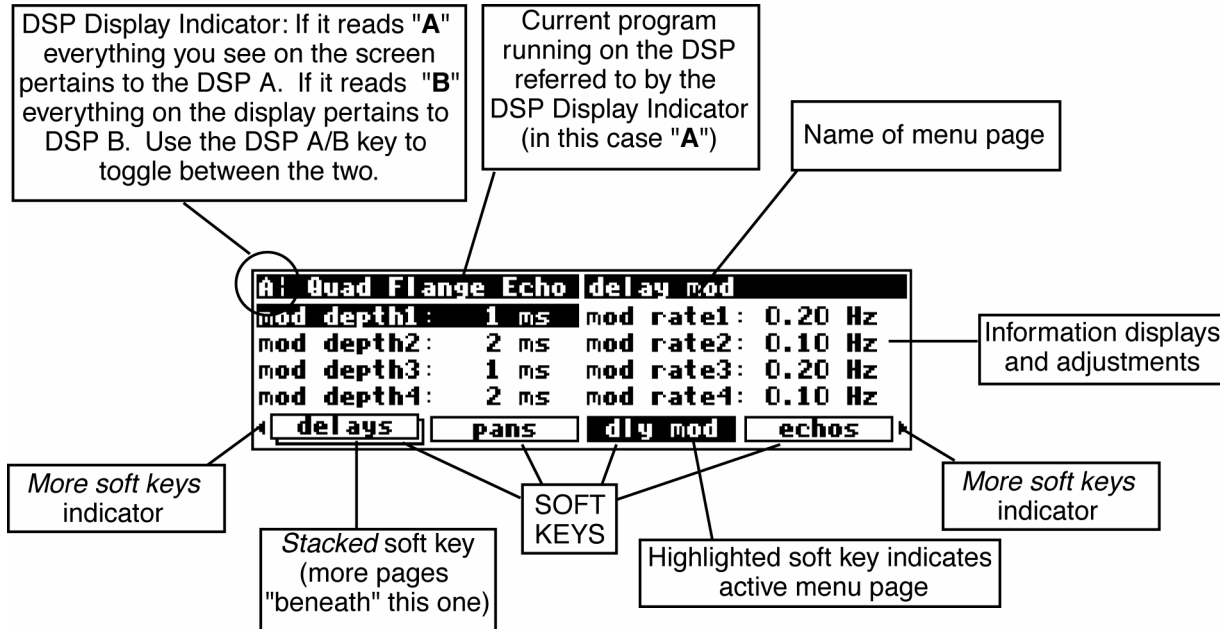 DSP Display Indicator: If it reads "A"
everything you see on the screen
pertains to the DSP A. If it reads "B"
everything on the display pertains to
DSP B. Use the DSP A/B key to
toggle between the two.
Current program
running on the DSP
referred to by the
DSP Display Indicator
(in this case "A")
Name of menu page
A: Quad Flange Echo delay mod
mod depth1: 1 ms mod rate1: 0.20 Hz
mod depth2: 2 ms mod rate2: 0.10 Hz
mod depth3: 1 ms mod rate3: 0.20 Hz
mod depth4: 2 ms mod rate4: 0.10 Hz
delays pans dly mod echos
Information displays
and adjustments
More soft keys
indicator
Stacked soft key
(more pages
"beneath" this one)
SOFT
KEYS
Highlighted soft key indicates
active menu page
More soft keys
indicator